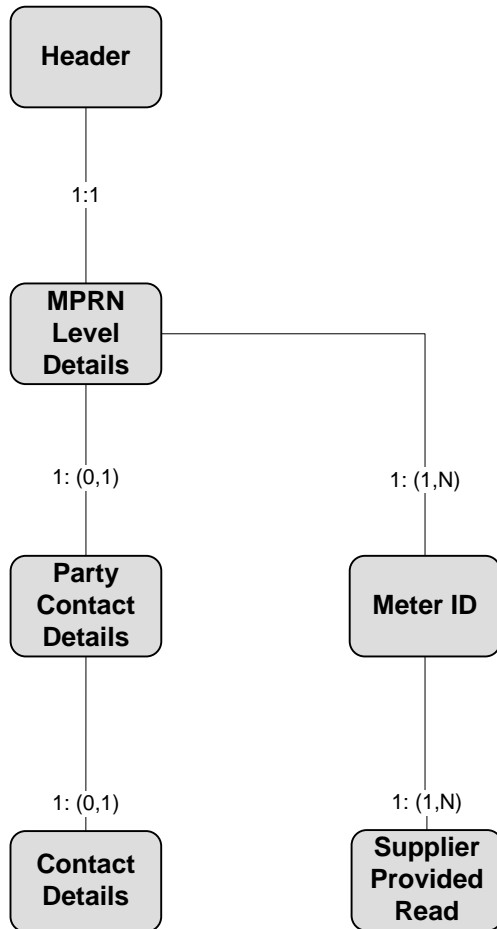 Header
1:1
MPRN
Level
Details
1: (0,1)
1: (1,N)
Party
Contact
Details
Meter ID
1: (0,1)
1: (1,N)
Contact
Details
Supplier
Provided
Read